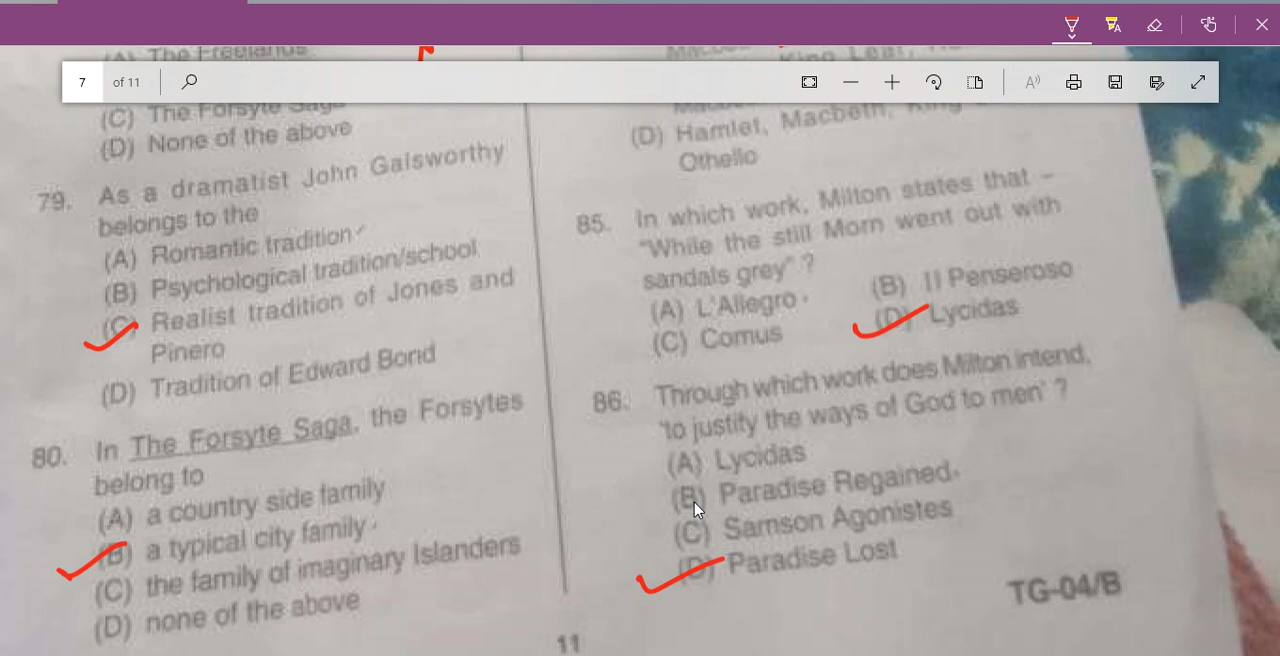 7 of 11
(A) The Freelands.
(C) The Forsyte Saga
(D) None of the above
79. As a dramatist John Galsworthy
belongs to the
(A) Romantic tradition
(B) Psychological tradition/school
(C) Realist tradition of Jones and
Pinero
(D) Tradition of Edward Bond
80. In The Forsyte Saga, the Forsytes
belong to
(A) a country side family
(B) a typical city family
(C) the family of imaginary Islanders
(D) none of the above
King Lear,
(D) Hamlet, Macbeth, King
Othello
85. In which work, Milton states that –
"While the still Morn went out with
sandals grey" ?
(A) L'Allegro
(B) Il Penseroso
(C) Comus
(D) Lycidas
86. Through which work does Milton intend,
'to justify the ways of God to men' ?
(A) Lycidas
(B) Paradise Regained
(C) Samson Agonistes
(D) Paradise Lost
TG-04/B
11